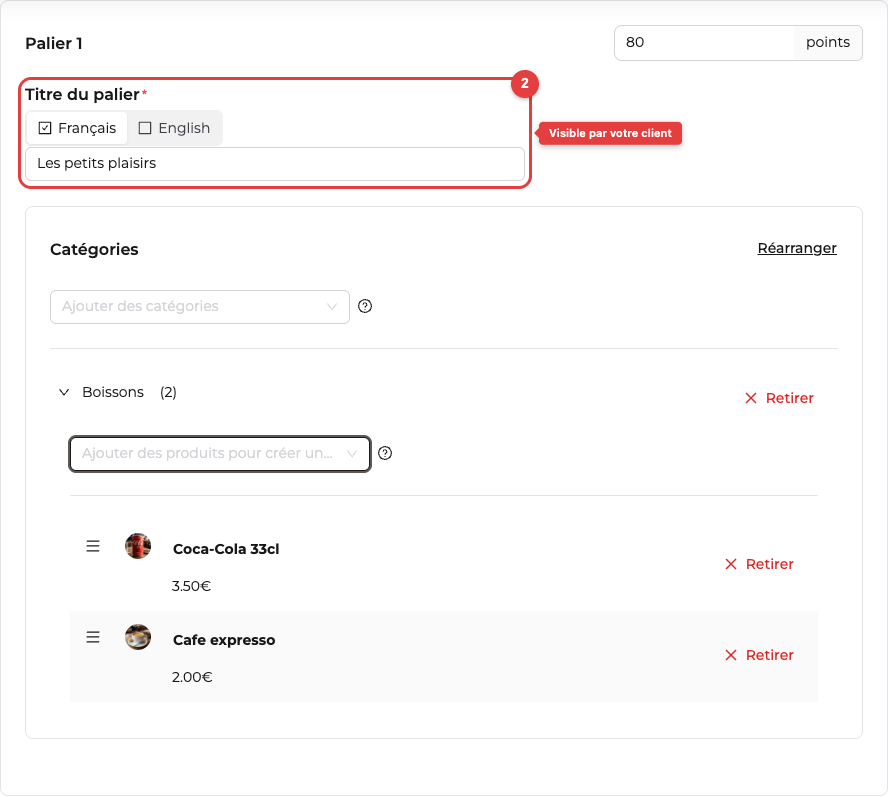 Palier 1
80 points
Titre du palier*
2
Français English
Visible par votre client
Les petits plaisirs
Catégories
Réarranger
Ajouter des catégories
Boissons (2)
Retirer
Ajouter des produits pour créer un...
Coca-Cola 33cl
Retirer
3.50€
Cafe expresso
Retirer
2.00€